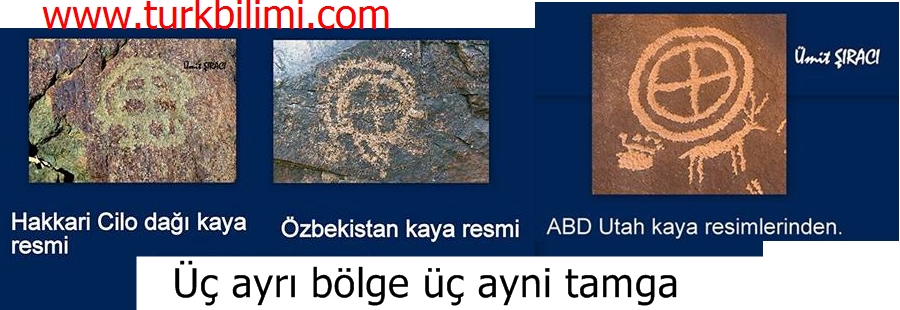 www.turkbilimi.com
Ümit ŞIRACI
Ümit ŞIRACI
Hakkari Cilo dağı kaya
resmi
Özbekistan kaya resmi
ABD Utah kaya resimlerinden.
Üç ayrı bölge üç ayni tamga